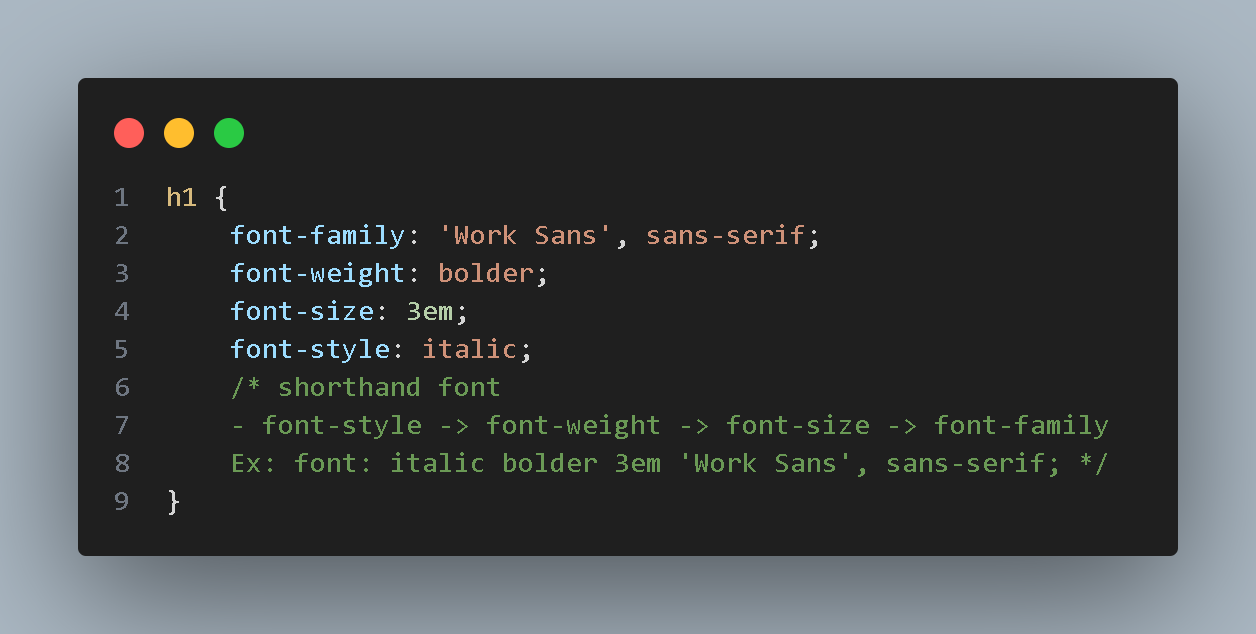 1 h1 {
2 font-family: 'Work Sans', sans-serif;
3 font-weight: bolder;
4 font-size: 3em;
5 font-style: italic;
6 /* shorthand font
7 - font-style -> font-weight -> font-size -> font-family
8 Ex: font: italic bolder 3em 'Work Sans', sans-serif; */
9 }